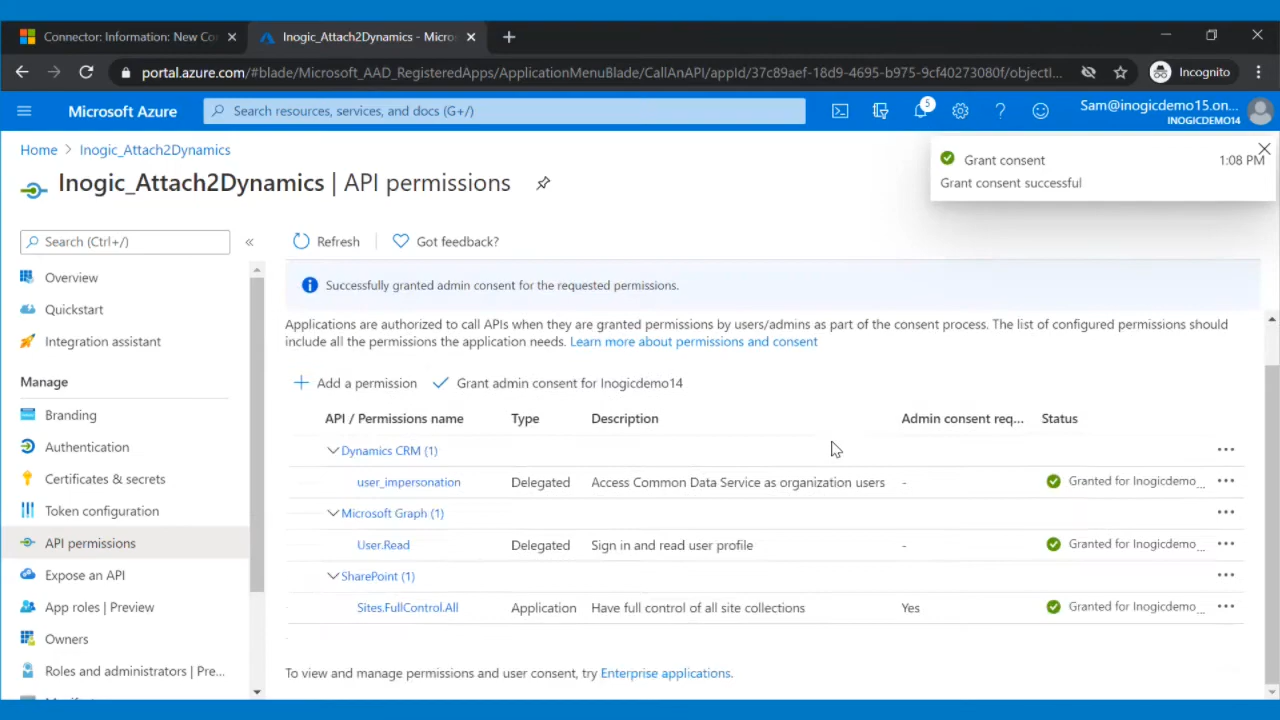 Connector: Information: New Co
Inogic_Attach2Dynamics - Micro
portal.azure.com/#blade/Microsoft_AAD_RegisteredApps/ApplicationMenuBlade/CallAnAPI/appId/37c89aef-18d9-4695-b975-9cf40273080f/objectI...
Incognito
Microsoft Azure
Search resources, services, and docs (G+/)
5
Sam@inogicdemo15.on...
INOGICDEMO14
Home > Inogic_Attach2Dynamics
Inogic_Attach2Dynamics | API permissions
Grant consent 1:08 PM
Grant consent successful
Search (Ctrl+/)
«
Refresh
Got feedback?
Overview
Quickstart
Integration assistant
Manage
Branding
Authentication
Certificates & secrets
Token configuration
API permissions
Expose an API
App roles | Preview
Owners
Roles and administrators | Pre...
Successfully granted admin consent for the requested permissions.
Applications are authorized to call APIs when they are granted permissions by users/admins as part of the consent process. The list of configured permissions should
include all the permissions the application needs. Learn more about permissions and consent
+ Add a permission
Grant admin consent for Inogicdemo14
API / Permissions name Type Description Admin consent req... Status
Dynamics CRM (1) ...
user_impersonation Delegated Access Common Data Service as organization users - Granted for Inogicdemo... ...
Microsoft Graph (1) ...
User.Read Delegated Sign in and read user profile - Granted for Inogicdemo... ...
SharePoint (1) ...
Sites.FullControl.All Application Have full control of all site collections Yes Granted for Inogicdemo... ...
To view and manage permissions and user consent, try Enterprise applications.